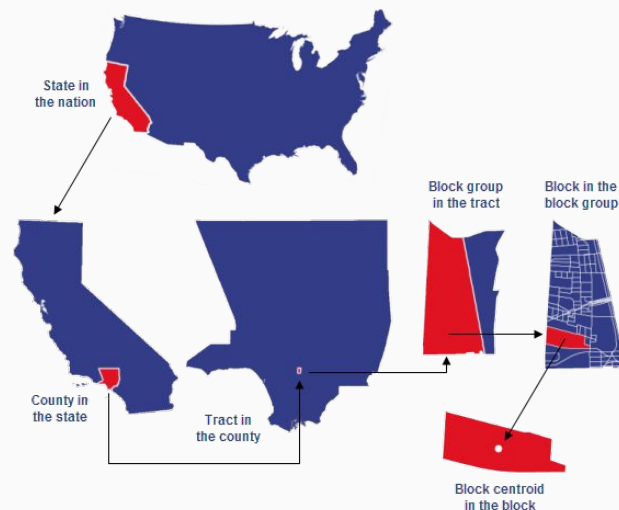 State in
the nation
Block group
in the tract
Block in the
block group
County in
the state
Tract in
the county
Block centroid
in the block